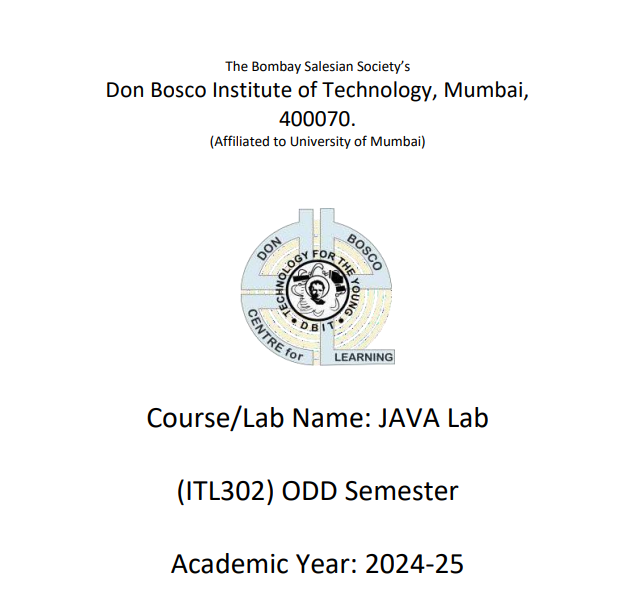 The Bombay Salesian Society’s
Don Bosco Institute of Technology, Mumbai,
400070.
(Affiliated to University of Mumbai)
DON BOSCO
TECHNOLOGY FOR THE YOUNG
• DBIT •
CENTRE for LEARNING
Course/Lab Name: JAVA Lab
(ITL302) ODD Semester
Academic Year: 2024-25